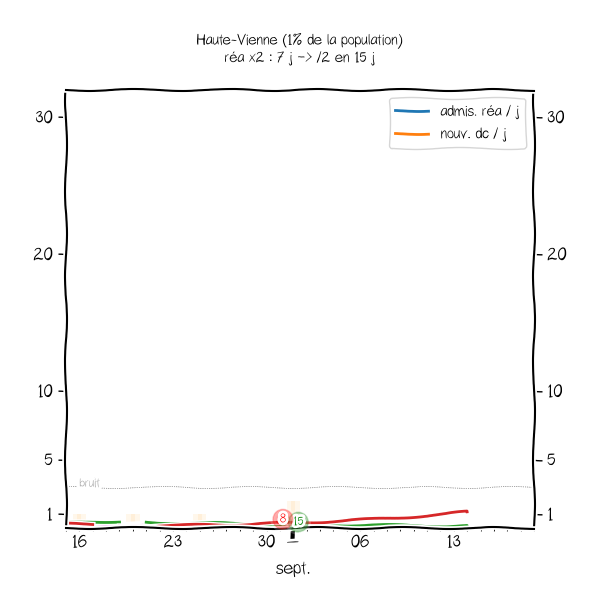 Haute-Vienne (1% de la population)
réa x2 : 7 j -> /2 en 15 j
admis. réa / j
nouv. dc / j
30 30
20 20
10 10
5 5
bruit
1 8 15 1
16 23 30 06 13
sept.